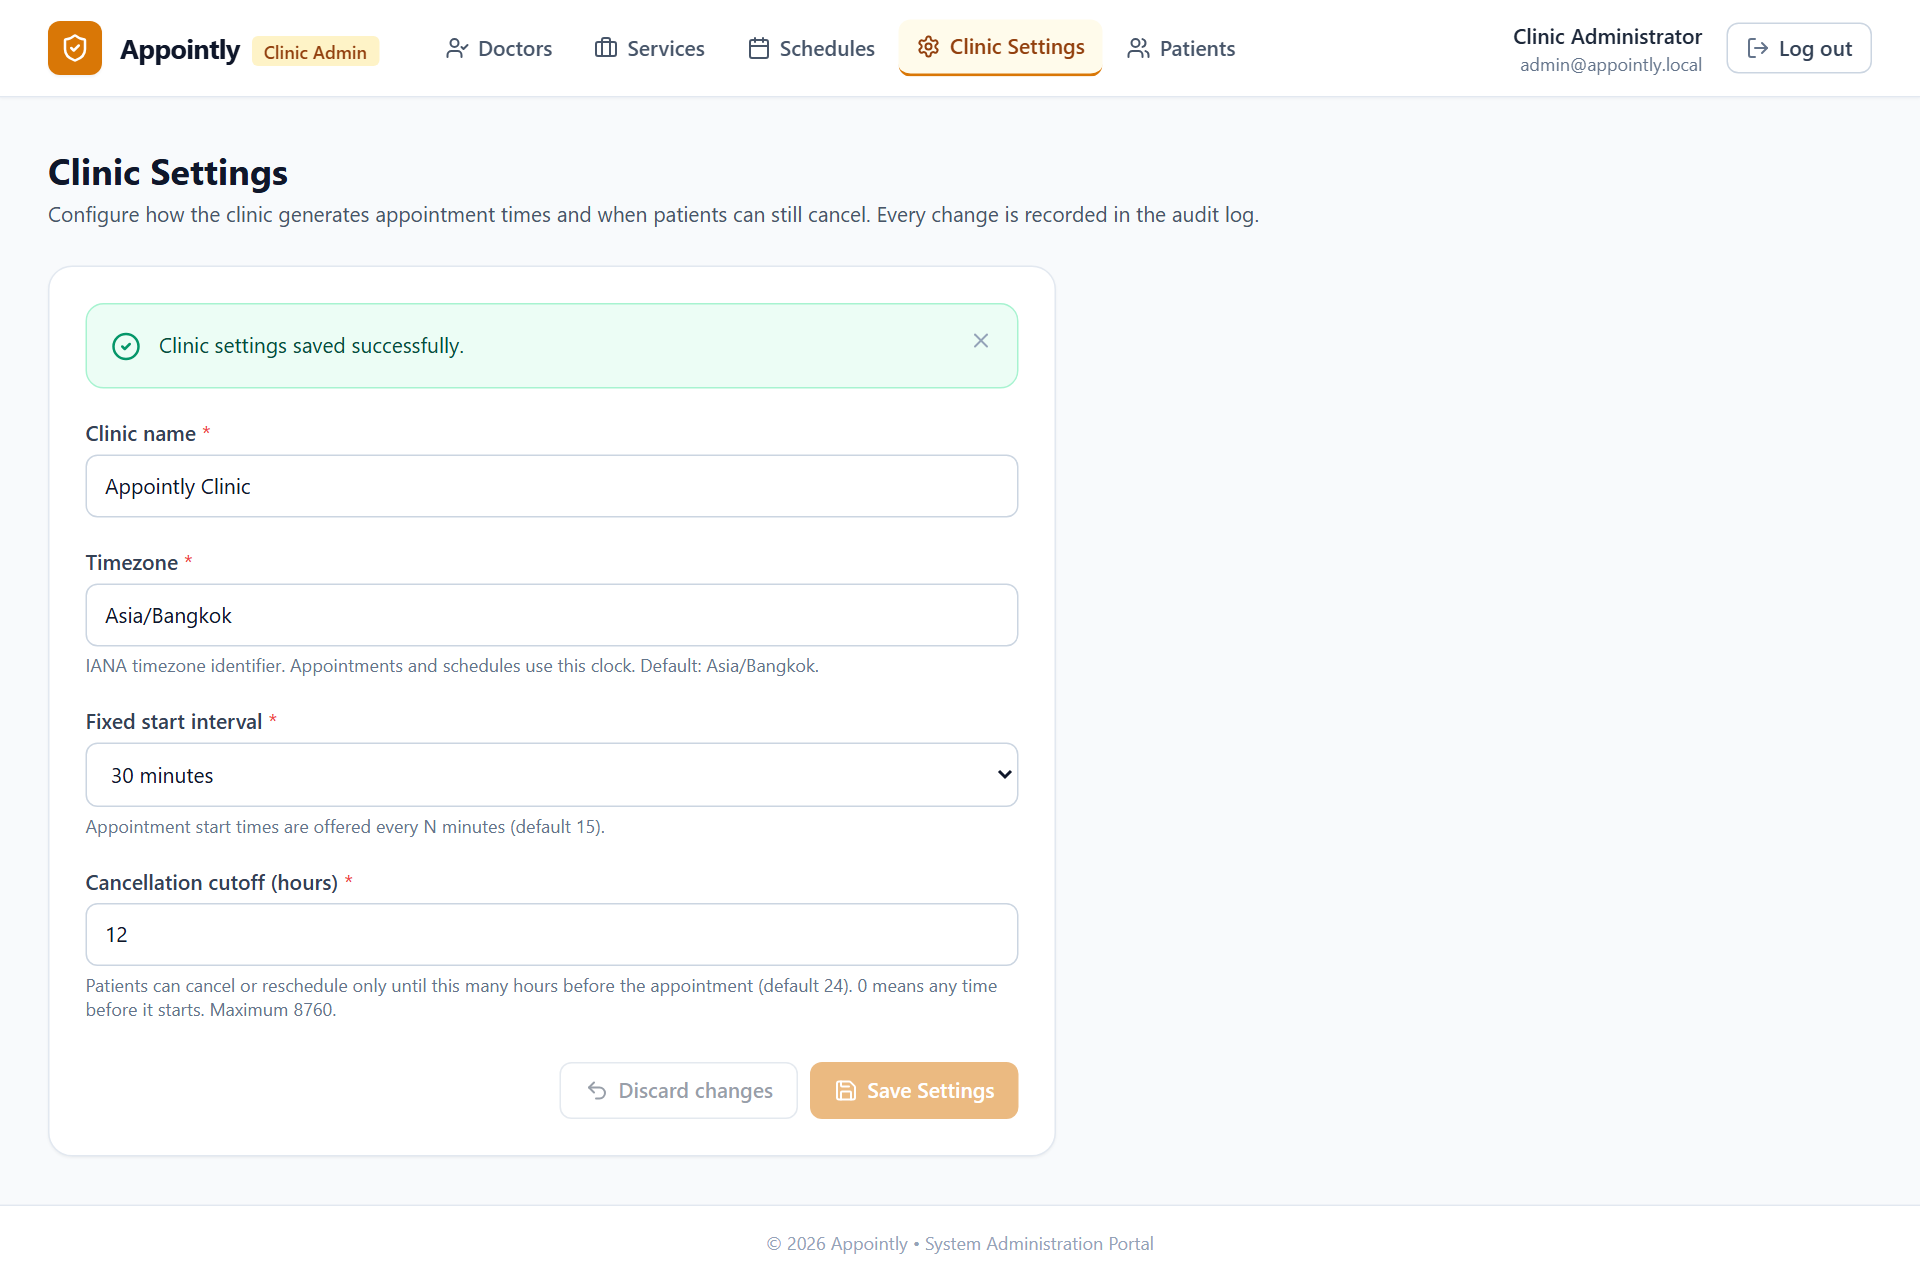 Appointly
Clinic Admin
Doctors
Services
Schedules
Clinic Settings
Patients
Clinic Administrator
admin@appointly.local
Log out
Clinic Settings
Configure how the clinic generates appointment times and when patients can still cancel. Every change is recorded in the audit log.
Clinic settings saved successfully.
Clinic name *
Appointly Clinic
Timezone *
Asia/Bangkok
IANA timezone identifier. Appointments and schedules use this clock. Default: Asia/Bangkok.
Fixed start interval *
30 minutes
Appointment start times are offered every N minutes (default 15).
Cancellation cutoff (hours) *
12
Patients can cancel or reschedule only until this many hours before the appointment (default 24). 0 means any time
before it starts. Maximum 8760.
Discard changes
Save Settings
© 2026 Appointly • System Administration Portal